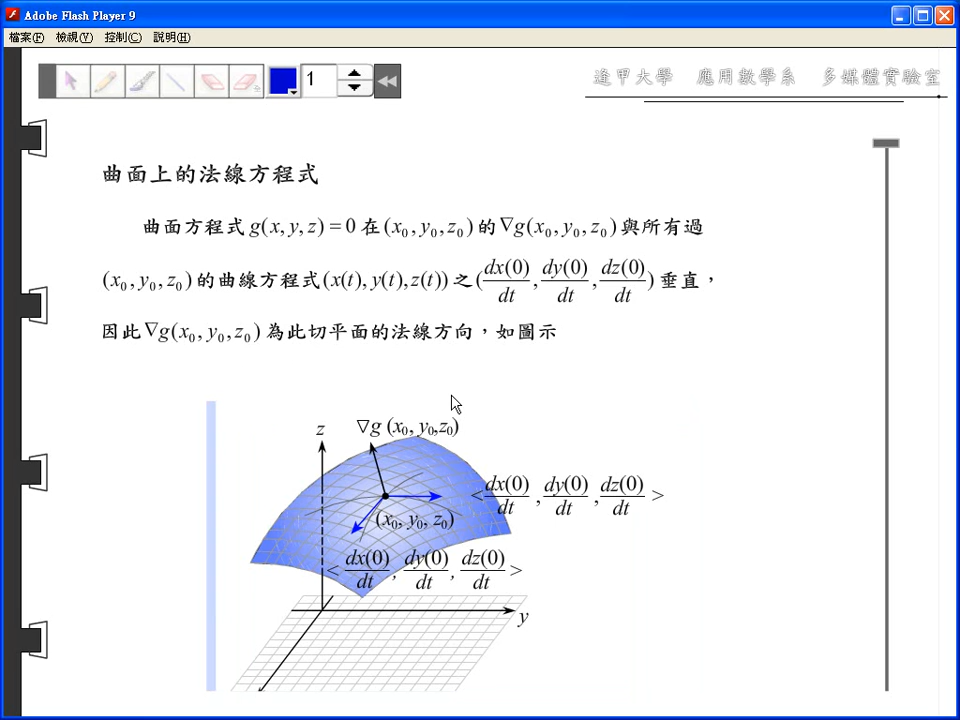 Adobe Flash Player 9
檔案(F) 檢視(V) 控制(C) 說明(H)
1
逢甲大學 應用數學系 多媒體實驗室
曲面上的法線方程式
曲面方程式 g(x, y, z) = 0 在 (x₀, y₀, z₀) 的 ∇g(x₀, y₀, z₀) 與所有過
(x₀, y₀, z₀) 的曲線方程式 (x(t), y(t), z(t)) 之 (dx(0)/dt, dy(0)/dt, dz(0)/dt) 垂直，
因此 ∇g(x₀, y₀, z₀) 為此切平面的法線方向，如圖示
z
▽g (x₀, y₀,z₀)
< dx(0)/dt , dy(0)/dt , dz(0)/dt >
(x₀, y₀, z₀)
< dx(0)/dt , dy(0)/dt , dz(0)/dt >
y